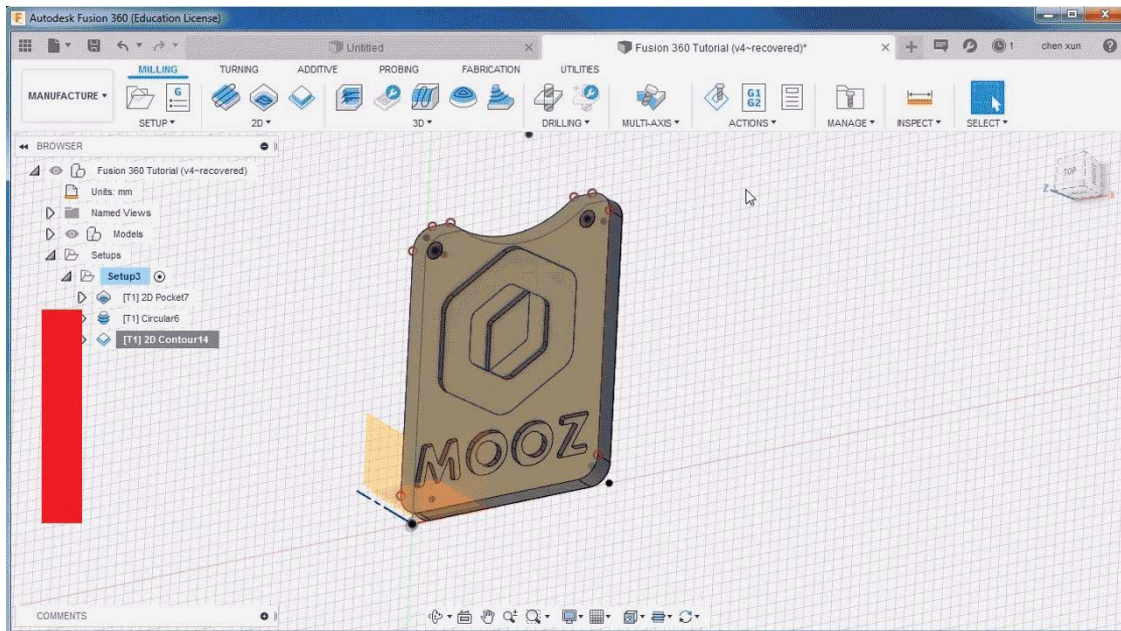 Autodesk Fusion 360 (Education License)
Untitled
Fusion 360 Tutorial (v4~recovered)*
1
chen xun
MANUFACTURE
MILLING
TURNING
ADDITIVE
PROBING
FABRICATION
UTILITIES
G
G1
G2
SETUP
2D
3D
DRILLING
MULTI-AXIS
ACTIONS
MANAGE
INSPECT
SELECT
BROWSER
Fusion 360 Tutorial (v4~recovered)
Units: mm
Named Views
Models
Setups
Setup3
[T1] 2D Pocket7
[T1] Circular6
[T1] 2D Contour14
TOP
Z
X
MOOZ
COMMENTS